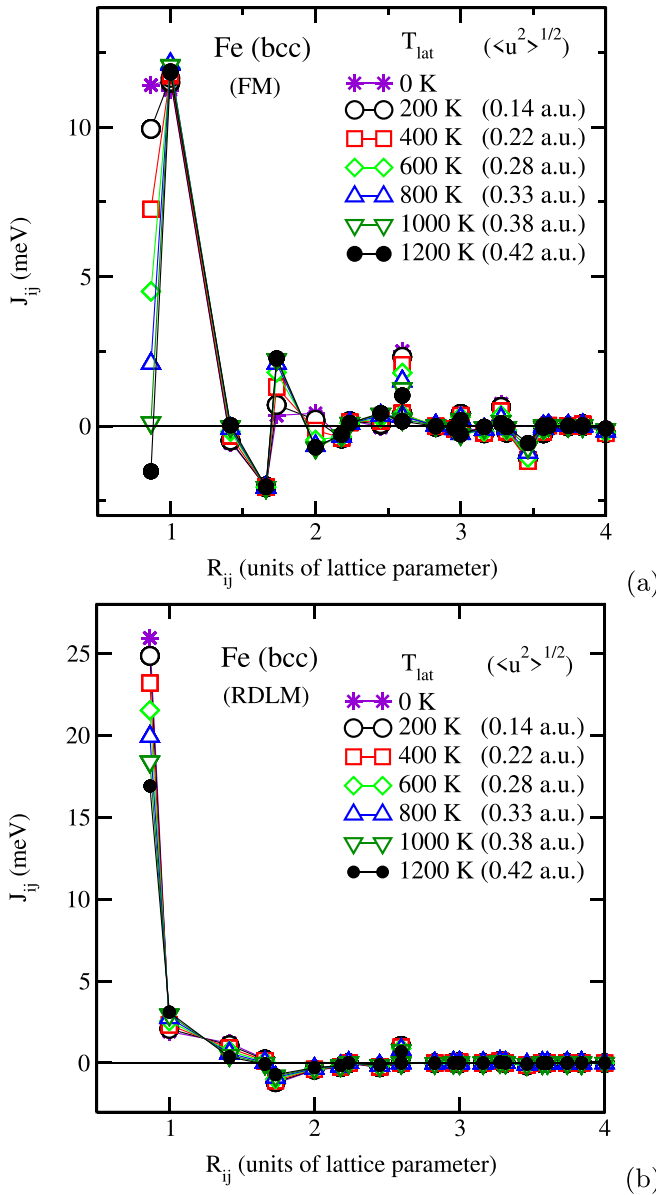 Fe (bcc)
(FM)
T_lat (<u²>^1/2)
0 K
200 K (0.14 a.u.)
400 K (0.22 a.u.)
600 K (0.28 a.u.)
800 K (0.33 a.u.)
1000 K (0.38 a.u.)
1200 K (0.42 a.u.)
10
5
0
J_ij (meV)
1 2 3 4
R_ij (units of lattice parameter)
(a)
Fe (bcc)
(RDLM)
T_lat (<u²>^1/2)
0 K
200 K (0.14 a.u.)
400 K (0.22 a.u.)
600 K (0.28 a.u.)
800 K (0.33 a.u.)
1000 K (0.38 a.u.)
1200 K (0.42 a.u.)
25
20
15
10
5
0
J_ij (meV)
1 2 3 4
R_ij (units of lattice parameter)
(b)